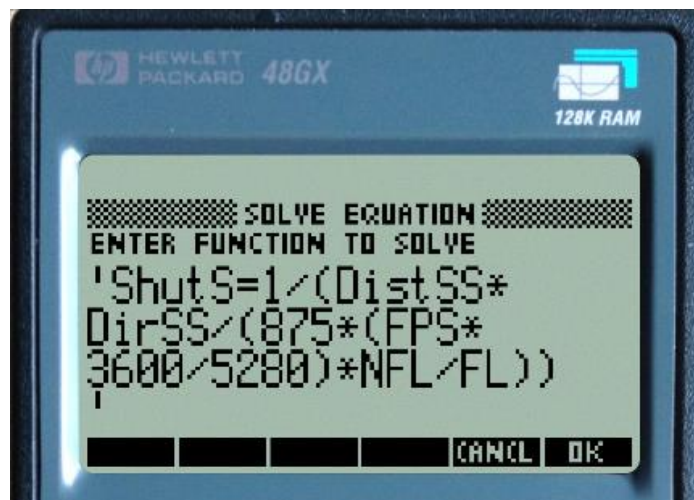 hp HEWLETT
PACKARD 48GX
128K RAM
SOLVE EQUATION
ENTER FUNCTION TO SOLVE
'ShutS=1/(DistSS*
DirSS/(875*(FPS*
3600/5280)*NFL/FL))
'
CANCL OK